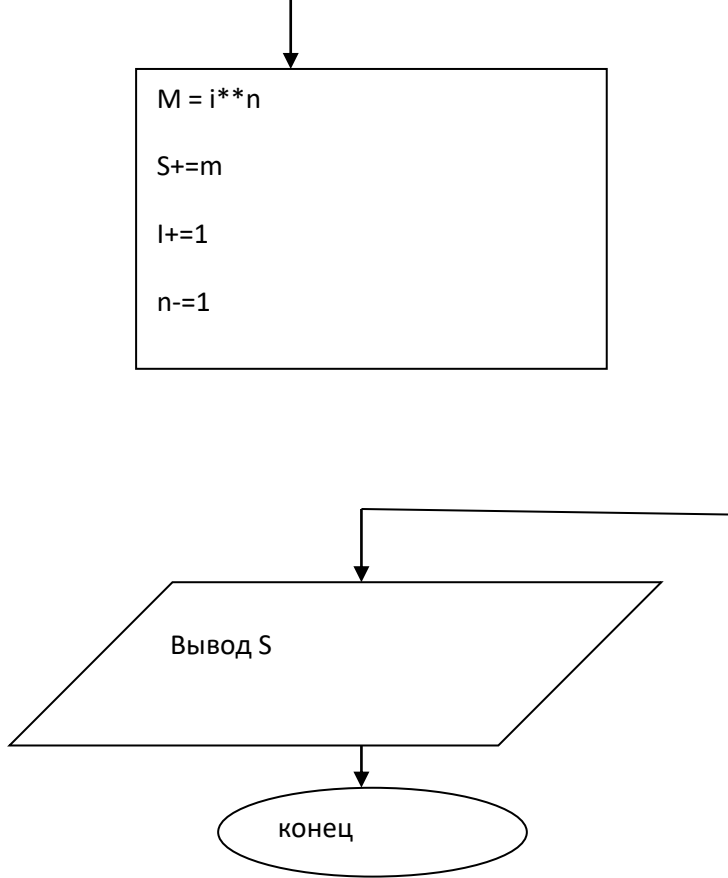 M = i**n
S+=m
I+=1
n-=1
Вывод S
конец